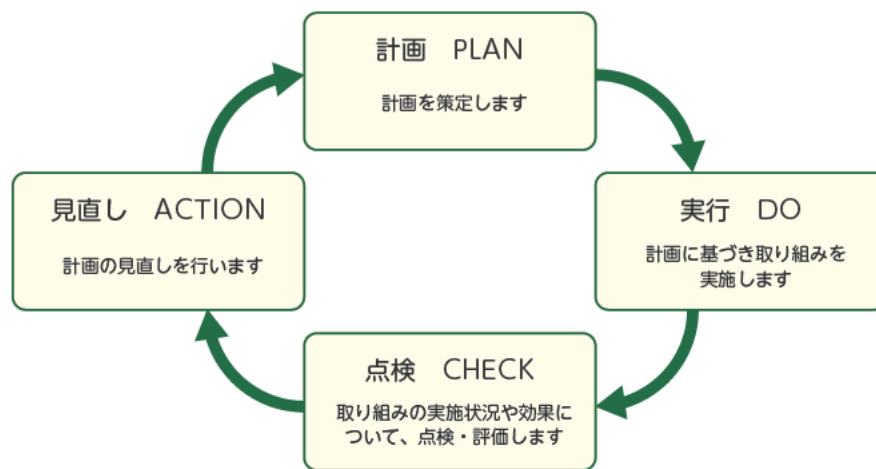 計画　PLAN
計画を策定します
見直し　ACTION
計画の見直しを行います
実行　DO
計画に基づき取り組みを
実施します
点検　CHECK
取り組みの実施状況や効果に
ついて、点検・評価します